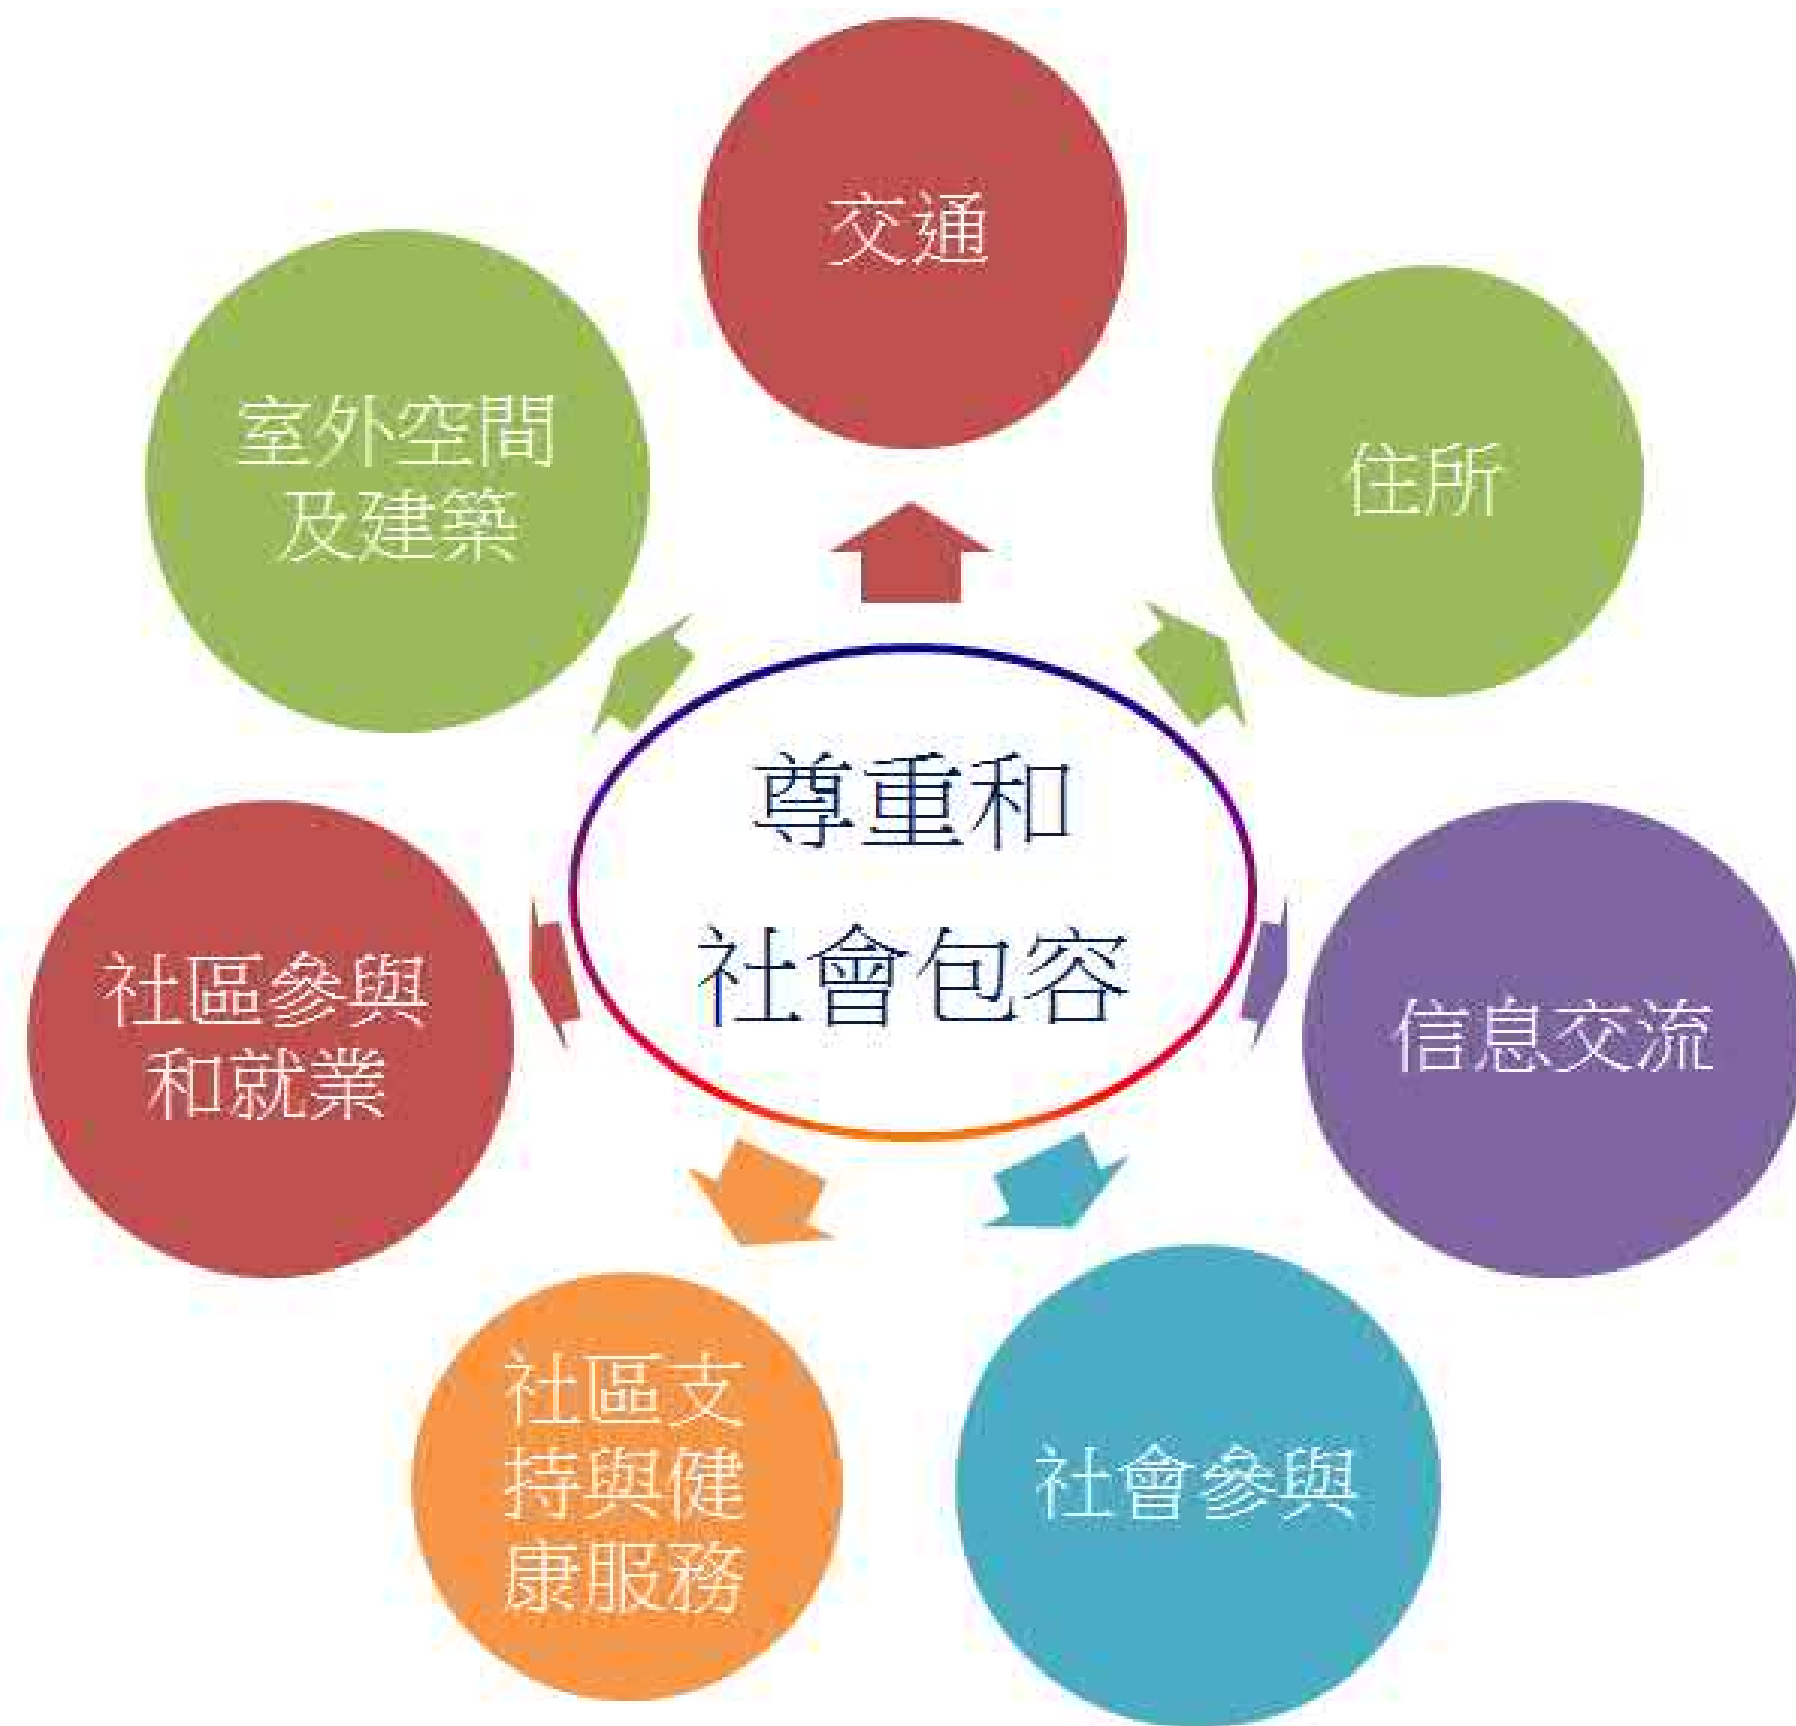 交通
室外空間
及建築
住所
尊重和
社會包容
社區參與
和就業
信息交流
社區支
持與健
康服務
社會參與